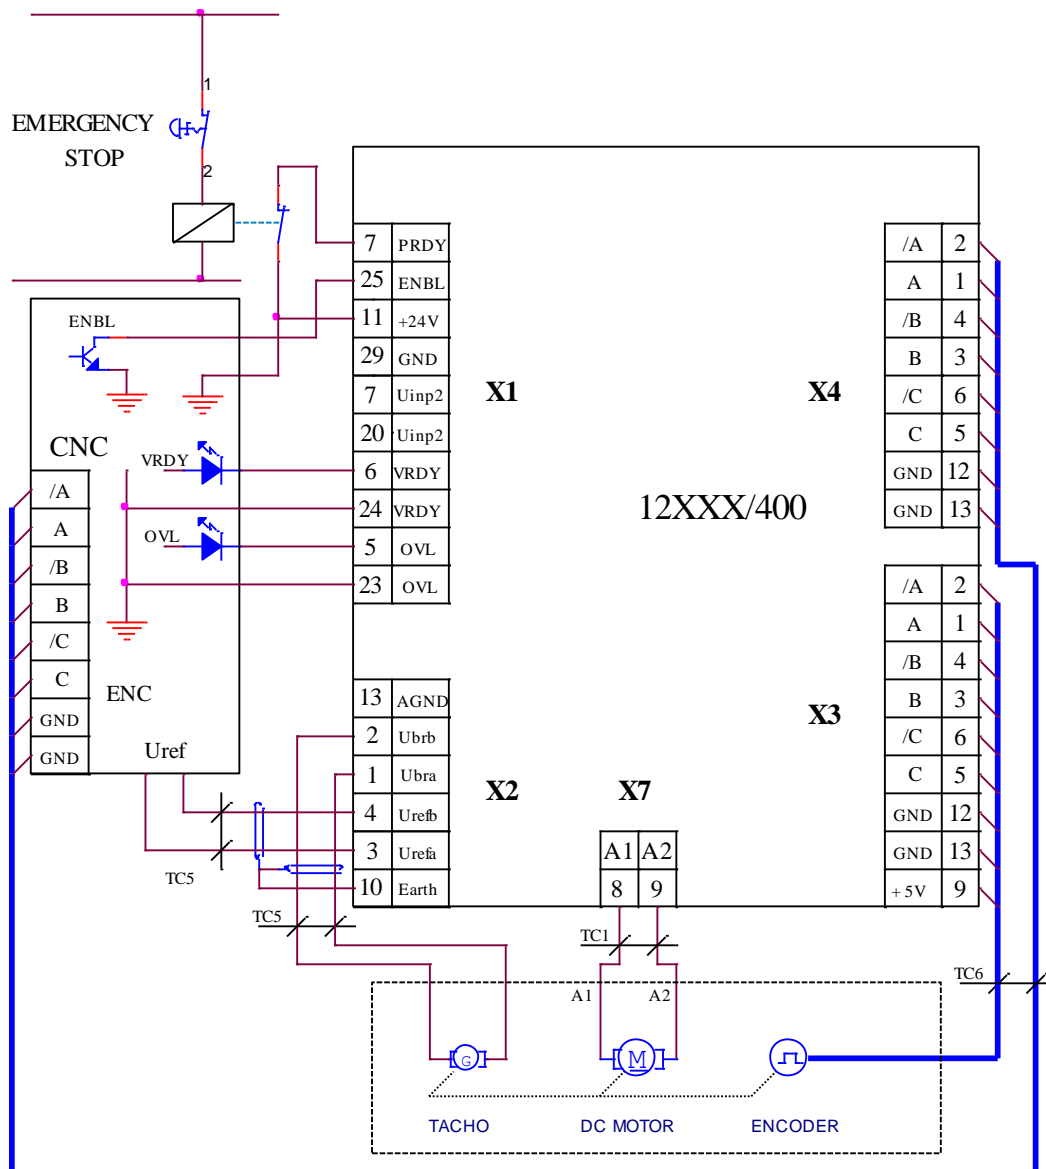 1
EMERGENCY
STOP
2
7 PRDY
25 ENBL
11 +24V
29 GND
7 Uinp2
20 Uinp2
6 VRDY
24 VRDY
5 OVL
23 OVL
X1
ENBL
CNC
VRDY
OVL
/A
A
/B
B
/C
C
GND
GND
ENC
Uref
12XXX/400
X4
/A 2
A 1
/B 4
B 3
/C 6
C 5
GND 12
GND 13
X3
/A 2
A 1
/B 4
B 3
/C 6
C 5
GND 12
GND 13
+5V 9
13 AGND
2 Ubrb
1 Ubra
4 Urefb
3 Urefa
10 Earth
X2
X7
A1 A2
8 9
TC5
TC5
TC1
TC6
A1
A2
G
M
TACHO
DC MOTOR
ENCODER